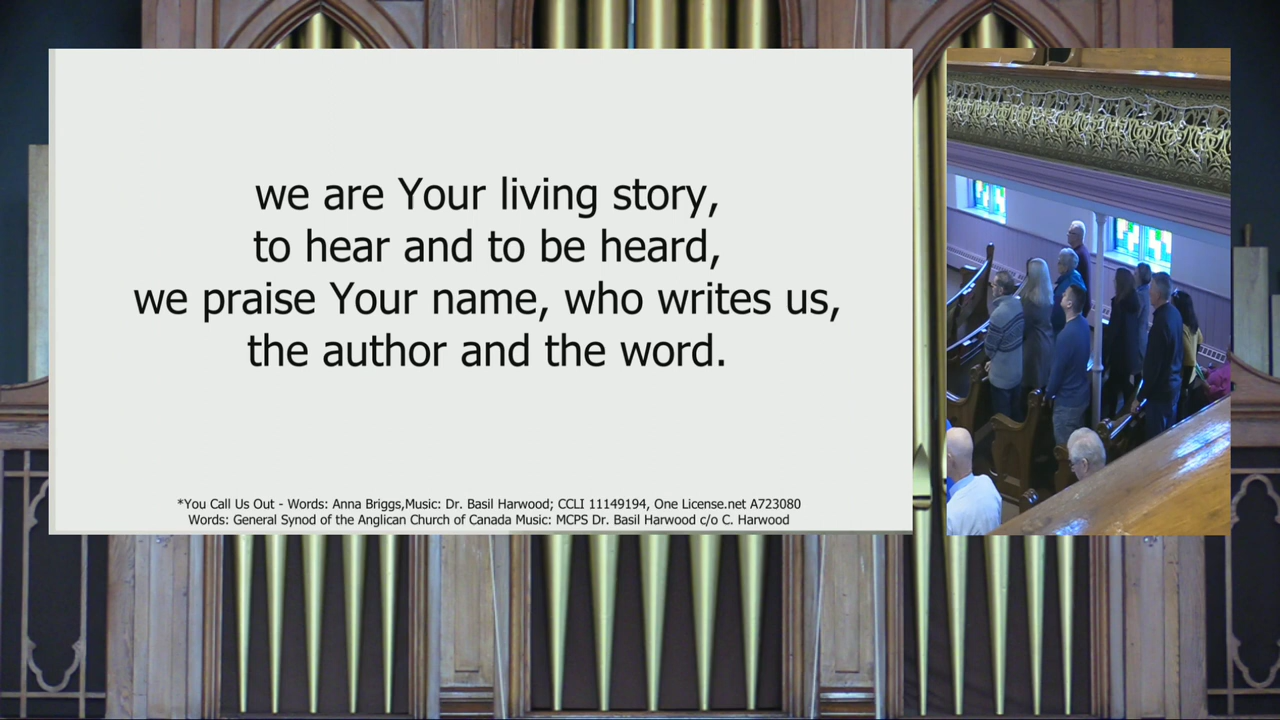 we are Your living story,
to hear and to be heard,
we praise Your name, who writes us,
the author and the word.
*You Call Us Out - Words: Anna Briggs,Music: Dr. Basil Harwood; CCLI 11149194, One License.net A723080
Words: General Synod of the Anglican Church of Canada Music: MCPS Dr. Basil Harwood c/o C. Harwood